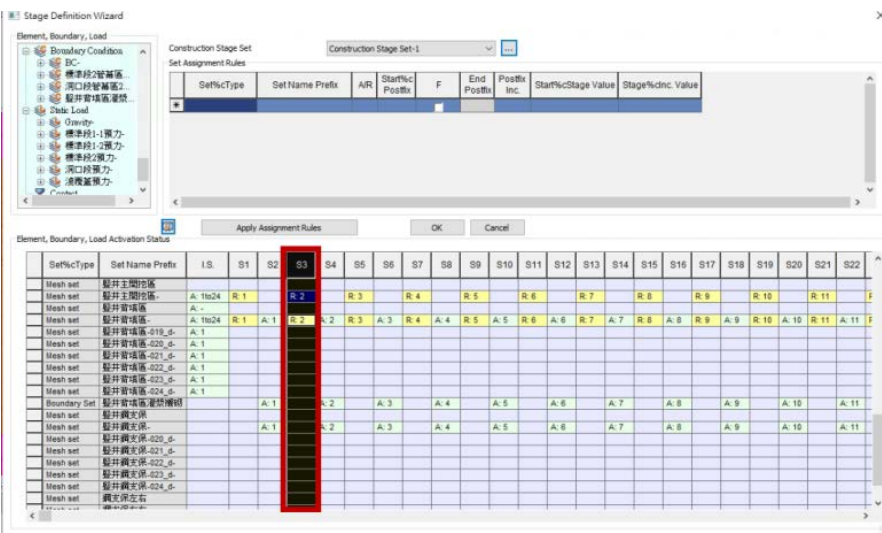 Stage Definition Wizard
Element, Boundary, Load
Boundary Condition
BC-
標準段2管幕區...
洞口段管幕區2...
豎井背填區灌漿...
Static Load
Gravity-
標準段1-1預力-
標準段1-2預力-
標準段2預力-
洞口段預力-
Contact
Construction Stage Set
Construction Stage Set-1
...
Set Assignment Rules
Set%cType Set Name Prefix A/R Start%c Postfix F End Postfix Postfix Inc. Start%cStage Value Stage%cInc. Value
Apply Assignment Rules OK Cancel
Element, Boundary, Load Activation Status
Set%cType Set Name Prefix I.S. S1 S2 S3 S4 S5 S6 S7 S8 S9 S10 S11 S12 S13 S14 S15 S16 S17 S18 S19 S20 S21 S22
Mesh set 豎井主開挖區
Mesh set 豎井主開挖區- A: 1to24 R: 1 R: 2 R: 3 R: 4 R: 5 R: 6 R: 7 R: 8 R: 9 R: 10 R: 11
Mesh set 豎井背填區 A: -
Mesh set 豎井背填區- A: 1to24 R: 1 A: 1 R: 2 A: 2 R: 3 A: 3 R: 4 A: 4 R: 5 A: 5 R: 6 A: 6 R: 7 A: 7 R: 8 A: 8 R: 9 A: 9 R: 10 A: 10 R: 11 A: 11
Mesh set 豎井背填區-019_d- A: 1
Mesh set 豎井背填區-020_d- A: 1
Mesh set 豎井背填區-021_d- A: 1
Mesh set 豎井背填區-022_d- A: 1
Mesh set 豎井背填區-023_d- A: 1
Mesh set 豎井背填區-024_d- A: 1
Boundary Set 豎井背填區灌漿 A: 1 A: 2 A: 3 A: 4 A: 5 A: 6 A: 7 A: 8 A: 9 A: 10 A: 11
Mesh set 豎井鋼支保
Mesh set 豎井鋼支保- A: 1 A: 2 A: 3 A: 4 A: 5 A: 6 A: 7 A: 8 A: 9 A: 10 A: 11
Mesh set 豎井鋼支保-020_d-
Mesh set 豎井鋼支保-021_d-
Mesh set 豎井鋼支保-022_d-
Mesh set 豎井鋼支保-023_d-
Mesh set 豎井鋼支保-024_d-
Mesh set 鋼支保左右